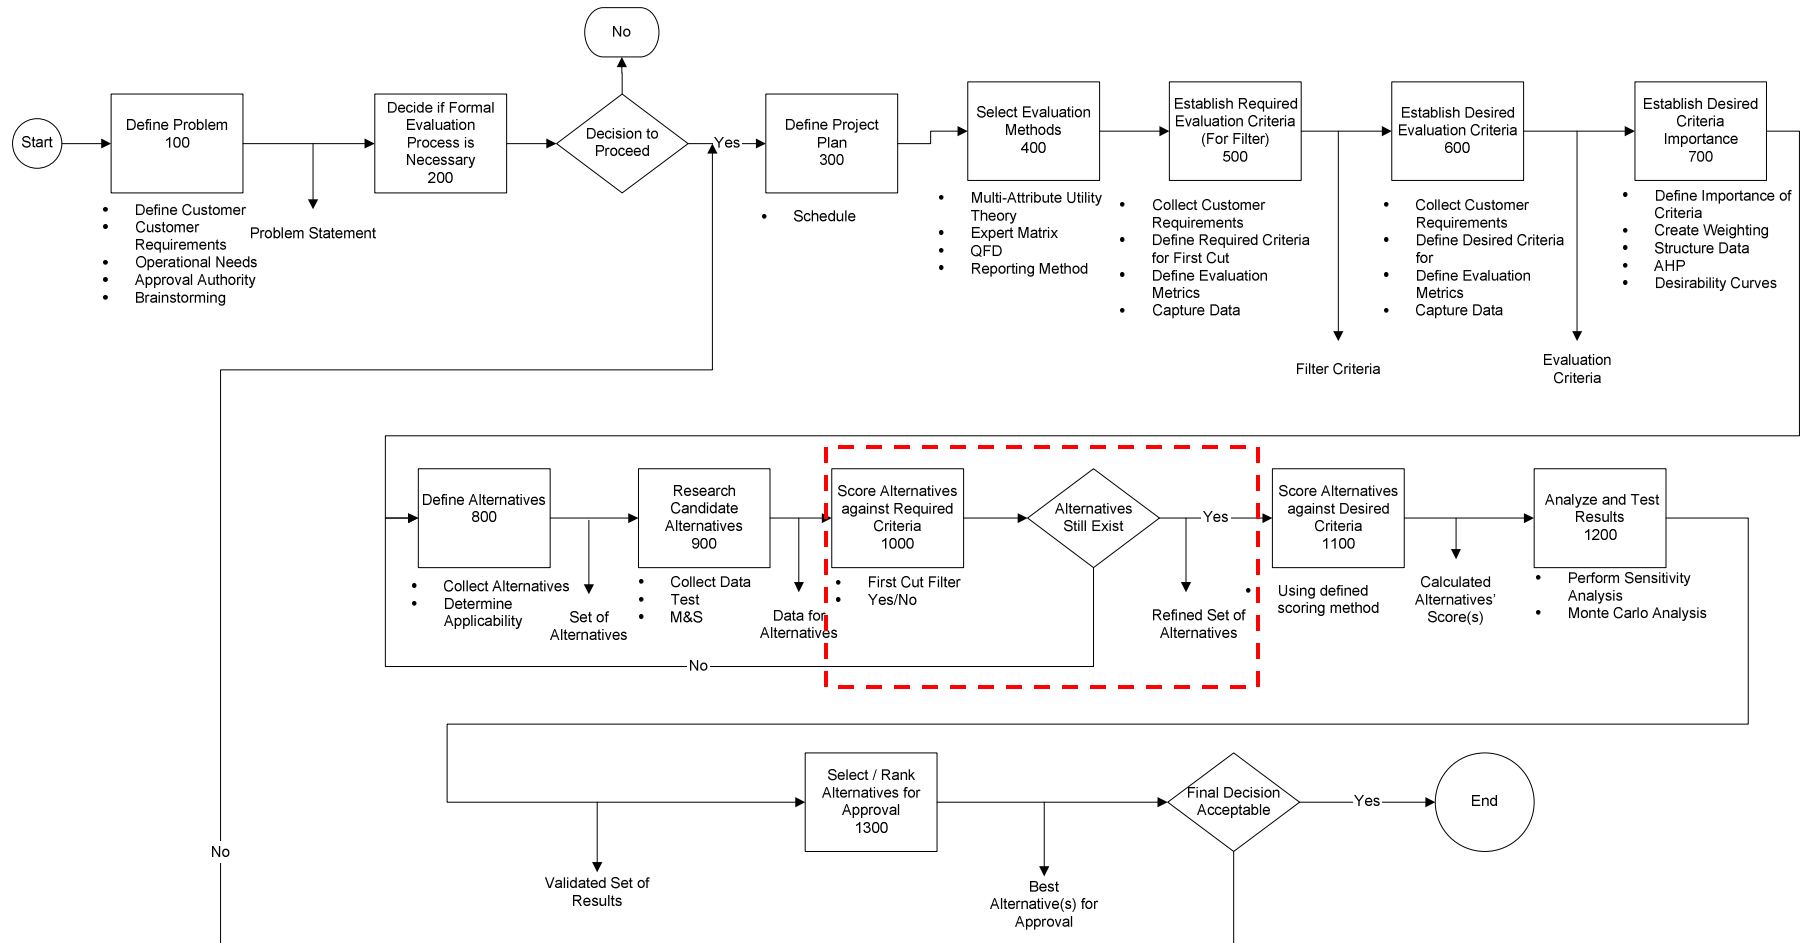 No
Start
Define Problem
100
• Define Customer
• Customer
Requirements
• Operational Needs
• Approval Authority
• Brainstorming
Problem Statement
Decide if Formal
Evaluation
Process is
Necessary
200
Decision to
Proceed
Yes
Define Project
Plan
300
• Schedule
Select Evaluation
Methods
400
• Multi-Attribute Utility
Theory
• Expert Matrix
• QFD
• Reporting Method
Establish Required
Evaluation Criteria
(For Filter)
500
• Collect Customer
Requirements
• Define Required Criteria
for First Cut
• Define Evaluation
Metrics
• Capture Data
Filter Criteria
Establish Desired
Evaluation Criteria
600
• Collect Customer
Requirements
• Define Desired Criteria
for
• Define Evaluation
Metrics
• Capture Data
Evaluation
Criteria
Establish Desired
Criteria
Importance
700
• Define Importance of
Criteria
• Create Weighting
• Structure Data
• AHP
• Desirability Curves
Define Alternatives
800
• Collect Alternatives
• Determine
Applicability
Set of
Alternatives
Research
Candidate
Alternatives
900
• Collect Data
• Test
• M&S
Data for
Alternatives
Score Alternatives
against Required
Criteria
1000
• First Cut Filter
• Yes/No
Alternatives
Still Exist
No
Yes
Refined Set of
Alternatives
Score Alternatives
against Desired
Criteria
1100
• Using defined
scoring method
Calculated
Alternatives’
Score(s)
Analyze and Test
Results
1200
• Perform Sensitivity
Analysis
• Monte Carlo Analysis
Validated Set of
Results
Select / Rank
Alternatives for
Approval
1300
Best
Alternative(s) for
Approval
Final Decision
Acceptable
Yes
End
No